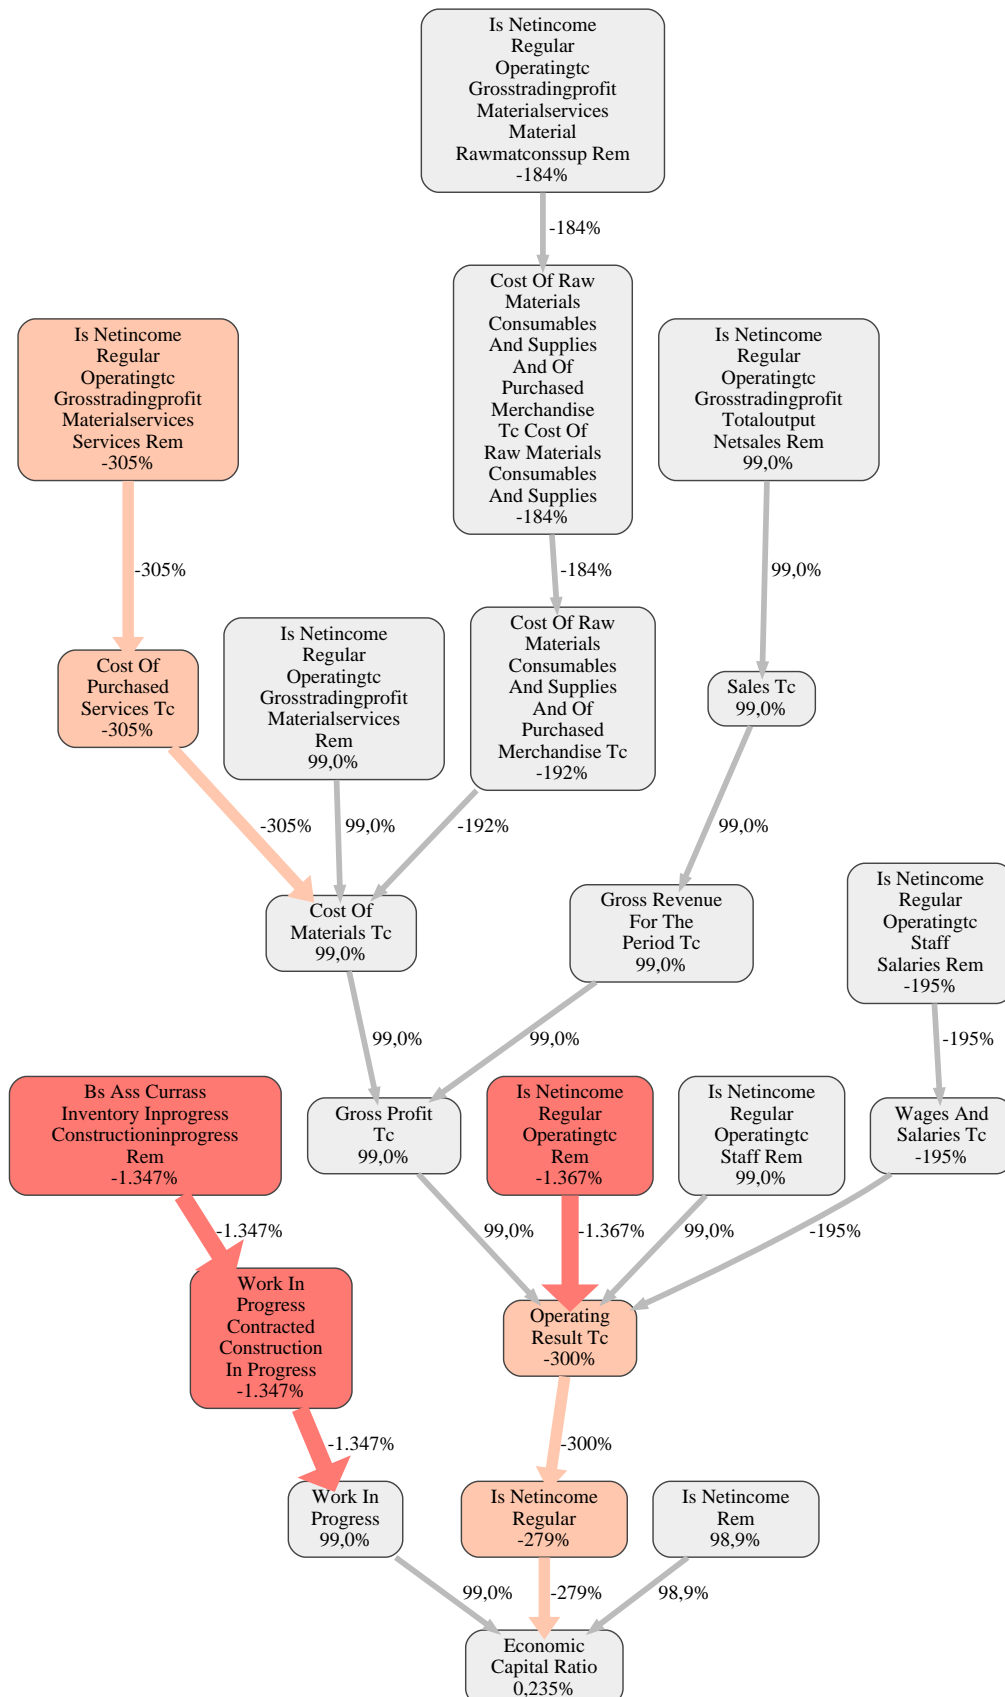 Is Netincome
Regular
Operatingtc
Grosstradingprofit
Materialservices
Material
Rawmatconssup Rem
-184%
-184%
Cost Of Raw
Materials
Consumables
And Supplies
And Of
Purchased
Merchandise
Tc Cost Of
Raw Materials
Consumables
And Supplies
-184%
Is Netincome
Regular
Operatingtc
Grosstradingprofit
Materialservices
Services Rem
-305%
Is Netincome
Regular
Operatingtc
Grosstradingprofit
Totaloutput
Netsales Rem
99,0%
-305%
-184%
99,0%
Cost Of
Purchased
Services Tc
-305%
Is Netincome
Regular
Operatingtc
Grosstradingprofit
Materialservices
Rem
99,0%
Cost Of Raw
Materials
Consumables
And Supplies
And Of
Purchased
Merchandise Tc
-192%
Sales Tc
99,0%
-305%
99,0%
-192%
99,0%
Cost Of
Materials Tc
99,0%
Gross Revenue
For The
Period Tc
99,0%
Is Netincome
Regular
Operatingtc
Staff
Salaries Rem
-195%
99,0%
99,0%
-195%
Bs Ass Currass
Inventory Inprogress
Constructioninprogress
Rem
-1.347%
Gross Profit
Tc
99,0%
Is Netincome
Regular
Operatingtc
Rem
-1.367%
Is Netincome
Regular
Operatingtc
Staff Rem
99,0%
Wages And
Salaries Tc
-195%
-1.347%
99,0%
-1.367%
99,0%
-195%
Work In
Progress
Contracted
Construction
In Progress
-1.347%
Operating
Result Tc
-300%
-1.347%
-300%
Work In
Progress
99,0%
Is Netincome
Regular
-279%
Is Netincome
Rem
98,9%
99,0%
-279%
98,9%
Economic
Capital Ratio
0,235%